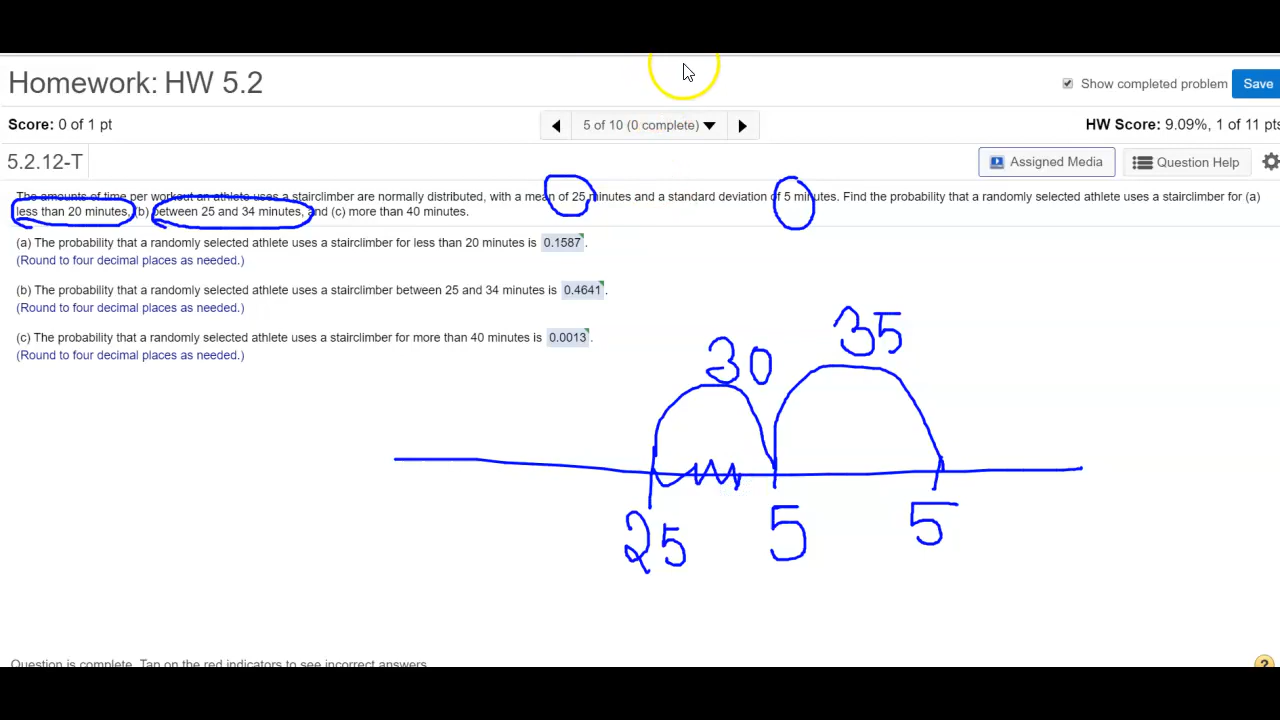 Homework: HW 5.2
Show completed problem
Save
Score: 0 of 1 pt
5 of 10 (0 complete)
HW Score: 9.09%, 1 of 11 pts
5.2.12-T
Assigned Media
Question Help
The amounts of time per workout an athlete uses a stairclimber are normally distributed, with a mean of 25 minutes and a standard deviation of 5 minutes. Find the probability that a randomly selected athlete uses a stairclimber for (a)
less than 20 minutes, (b) between 25 and 34 minutes, and (c) more than 40 minutes.
(a) The probability that a randomly selected athlete uses a stairclimber for less than 20 minutes is 0.1587.
(Round to four decimal places as needed.)
(b) The probability that a randomly selected athlete uses a stairclimber between 25 and 34 minutes is 0.4641.
(Round to four decimal places as needed.)
(c) The probability that a randomly selected athlete uses a stairclimber for more than 40 minutes is 0.0013.
(Round to four decimal places as needed.)
30
35
25
5
5
Question is complete. Tap on the red indicators to see incorrect answers.
?